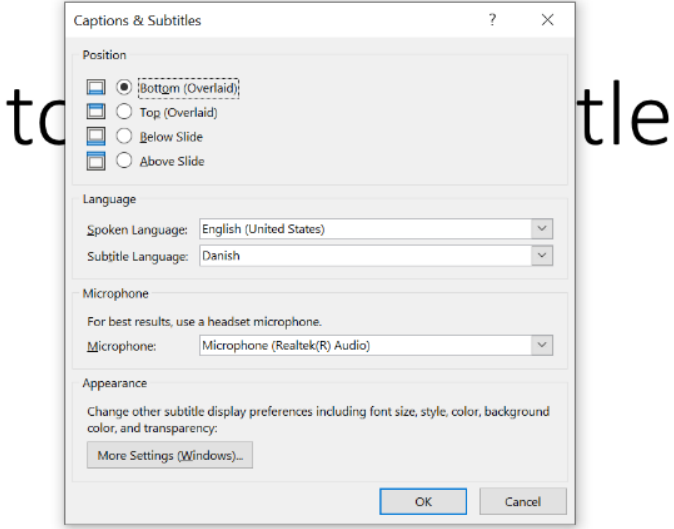 Captions & Subtitles ?
Position
Bottom (Overlaid)
Top (Overlaid)
Below Slide
Above Slide
Language
Spoken Language: English (United States)
Subtitle Language: Danish
Microphone
For best results, use a headset microphone.
Microphone: Microphone (Realtek(R) Audio)
Appearance
Change other subtitle display preferences including font size, style, color, background
color, and transparency:
More Settings (Windows)...
OK Cancel